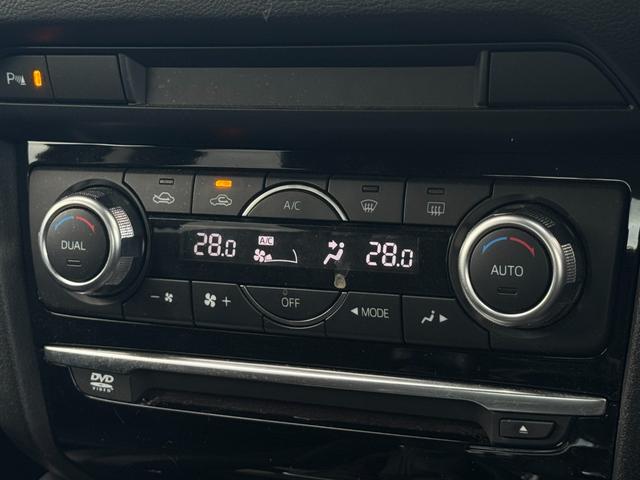 P
A/C
DUAL
28.0
A/C
28.0
AUTO
-
+
OFF
◄ MODE
►
DVD
VIDEO